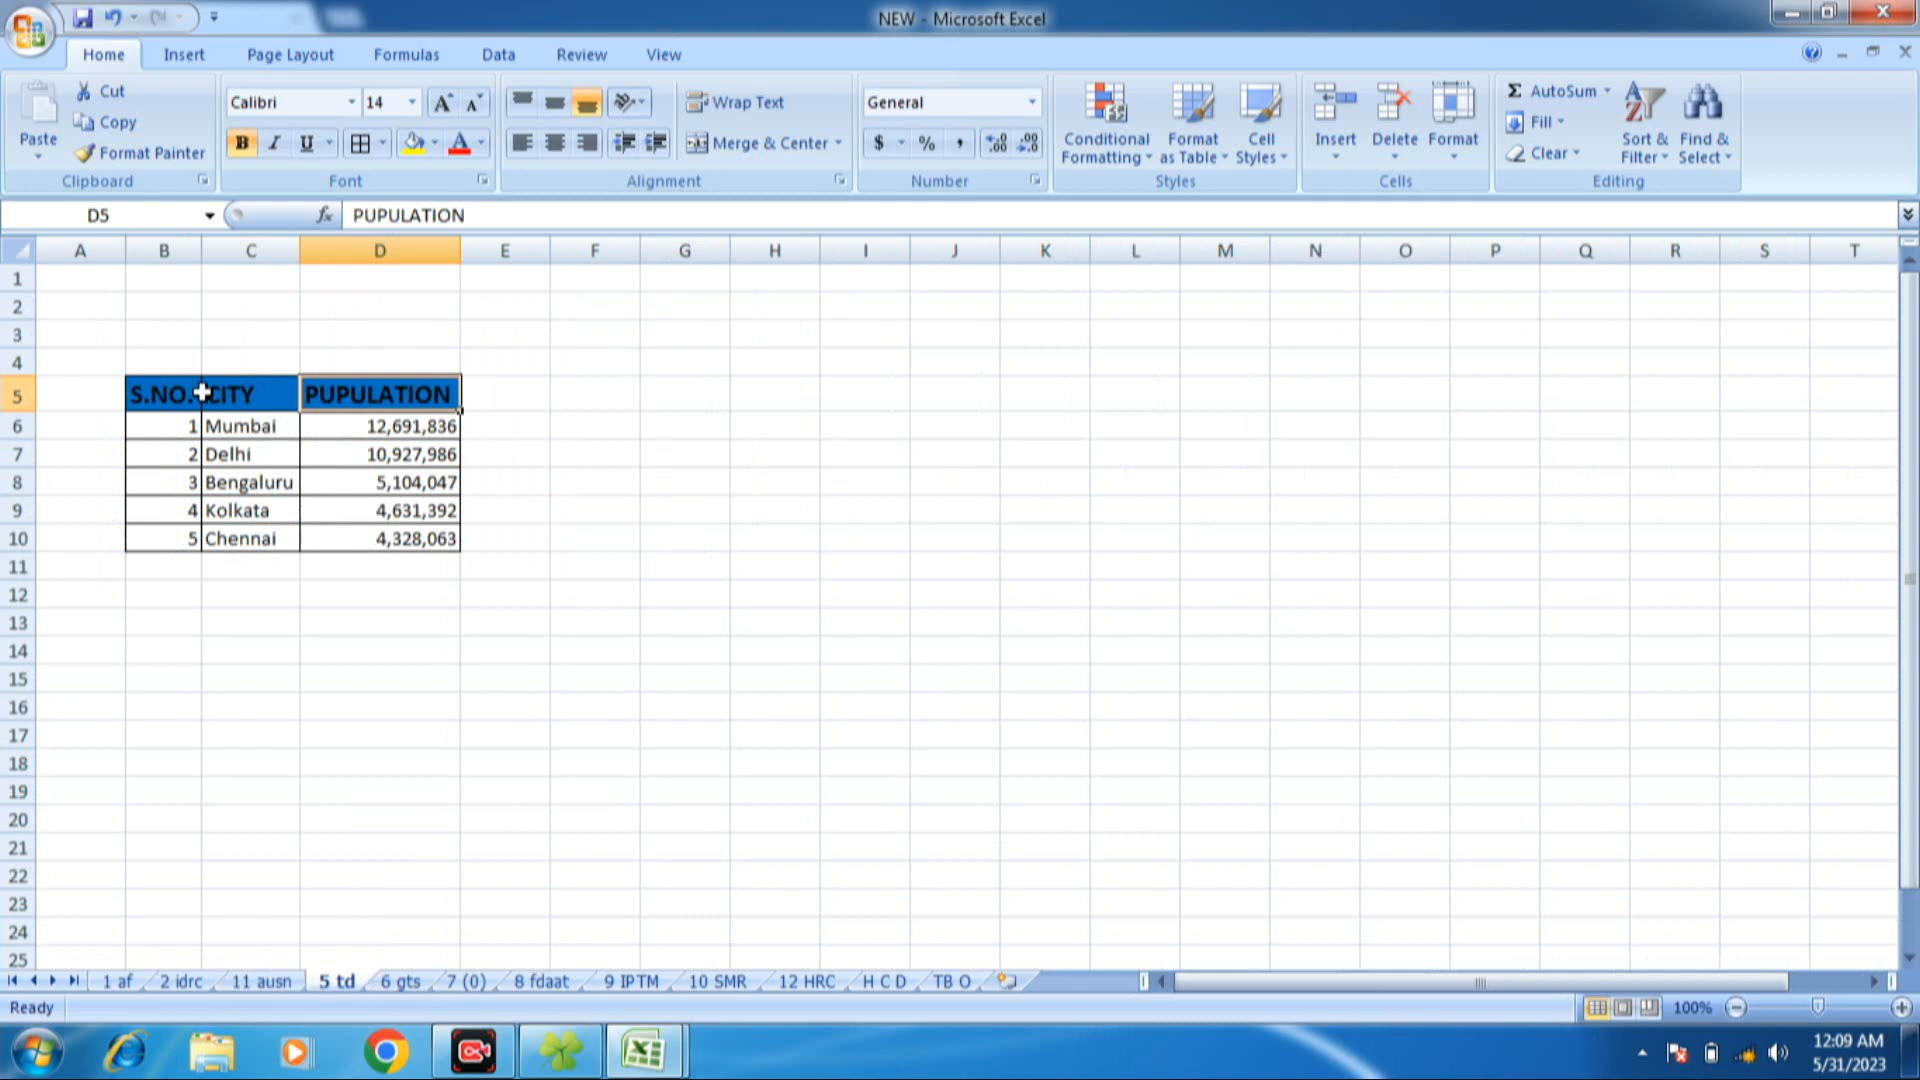 NEW - Microsoft Excel
Home Insert Page Layout Formulas Data Review View
Paste
Cut
Copy
Format Painter
Clipboard
Calibri 14
B I U
Font
Wrap Text
Merge & Center
Alignment
General
$ % ,
Number
Conditional Formatting
Format as Table
Cell Styles
Styles
Insert
Delete
Format
Cells
Σ AutoSum
Fill
Clear
Sort & Filter
Find & Select
Editing
D5 fx PUPULATION
A B C D E F G H I J K L M N O P Q R S T
1
2
3
4
5 S.NO. CITY PUPULATION
6 1 Mumbai 12,691,836
7 2 Delhi 10,927,986
8 3 Bengaluru 5,104,047
9 4 Kolkata 4,631,392
10 5 Chennai 4,328,063
11
12
13
14
15
16
17
18
19
20
21
22
23
24
25
1 af 2 idrc 11 ausn 5 td 6 gts 7 (0) 8 fdaat 9 IPTM 10 SMR 12 HRC H C D TB O
Ready 100%
12:09 AM
5/31/2023